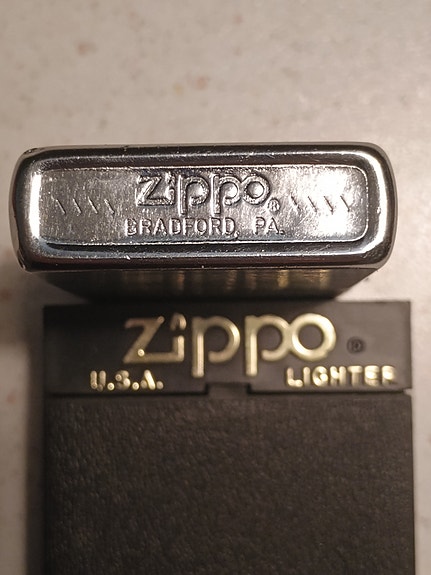 \\\\ Zippo® \\\\
BRADFORD, PA.
Zippo®
U.S.A. LIGHTER